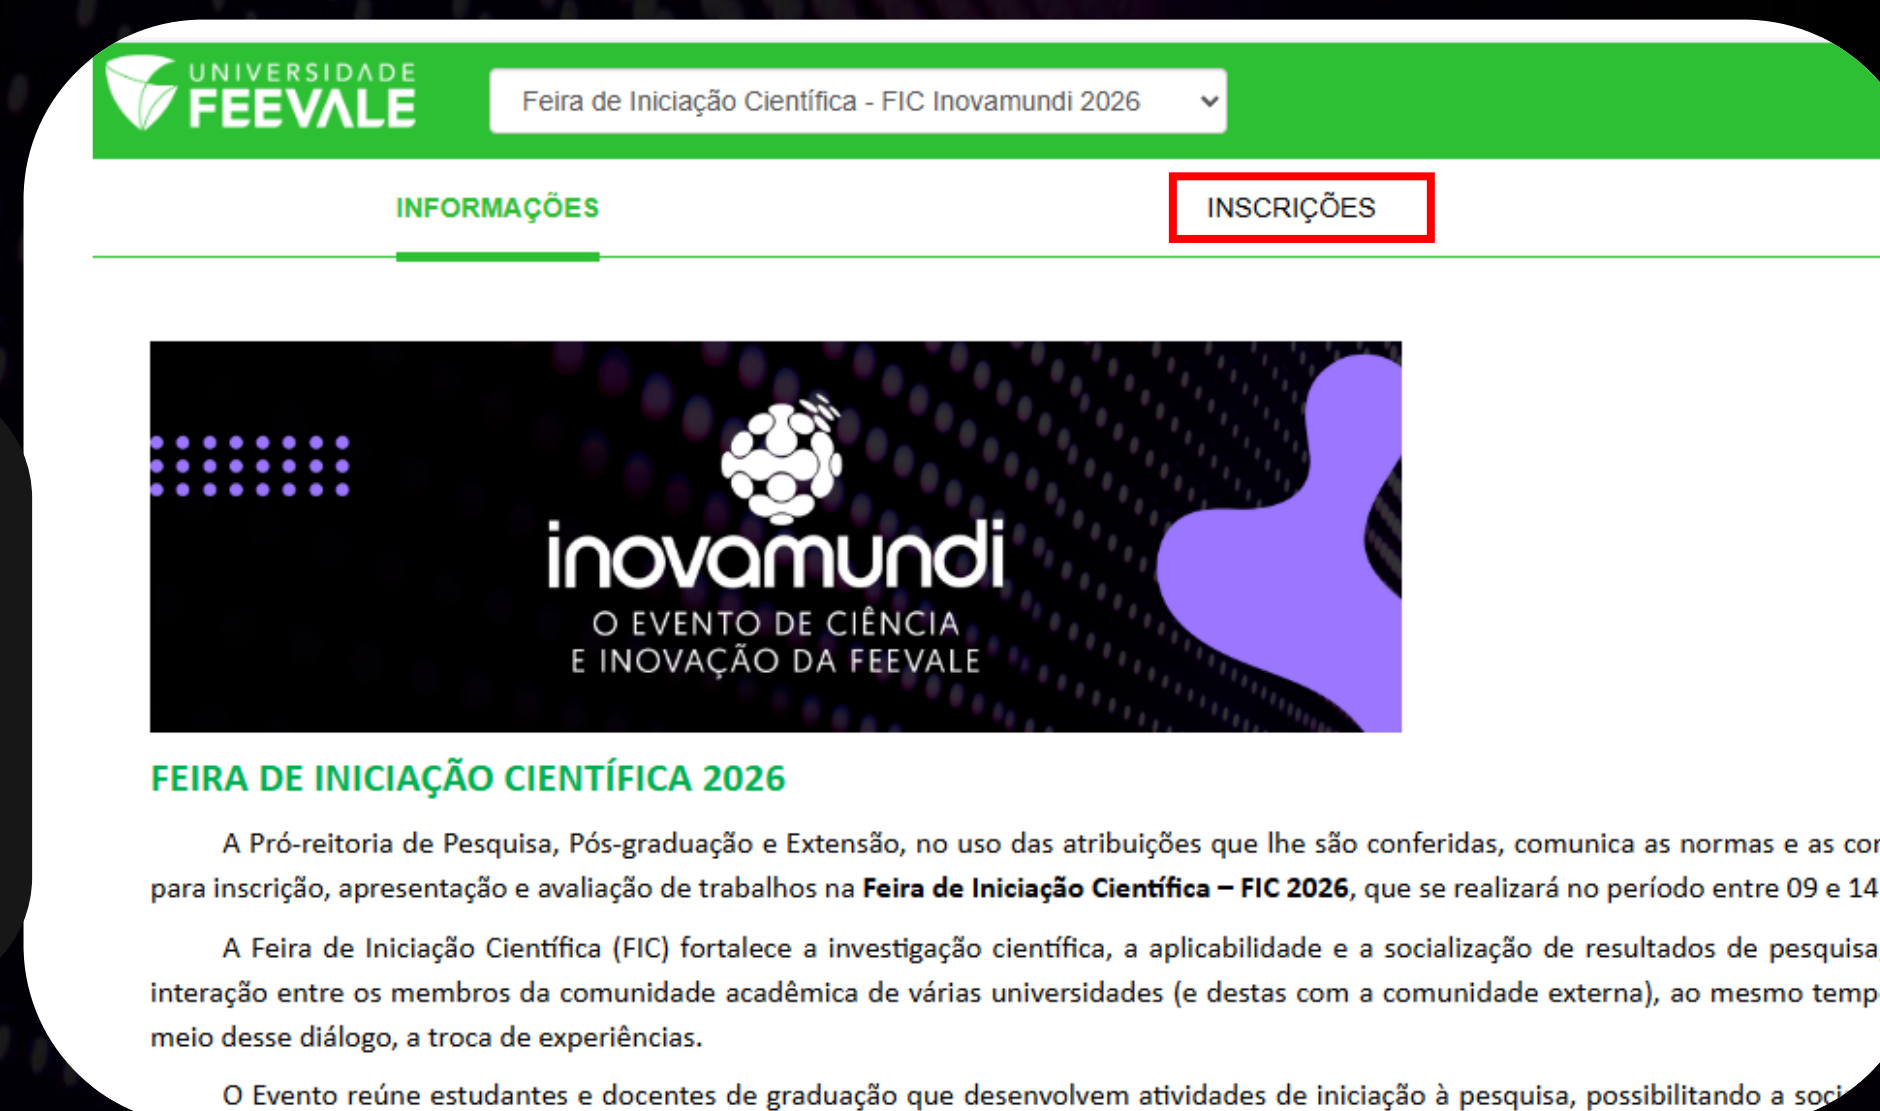 UNIVERSIDADE
FEEVALE
Feira de Iniciação Científica - FIC Inovamundi 2026
INFORMAÇÕES
INSCRIÇÕES
inovamundi
O EVENTO DE CIÊNCIA
E INOVAÇÃO DA FEEVALE
FEIRA DE INICIAÇÃO CIENTÍFICA 2026
A Pró-reitoria de Pesquisa, Pós-graduação e Extensão, no uso das atribuições que lhe são conferidas, comunica as normas e as
para inscrição, apresentação e avaliação de trabalhos na Feira de Iniciação Científica – FIC 2026, que se realizará no período entre 09 e 14
A Feira de Iniciação Científica (FIC) fortalece a investigação científica, a aplicabilidade e a socialização de resultados de pesquisa,
interação entre os membros da comunidade acadêmica de várias universidades (e destas com a comunidade externa), ao mesmo
meio desse diálogo, a troca de experiências.
O Evento reúne estudantes e docentes de graduação que desenvolvem atividades de iniciação à pesquisa, possibilitando a